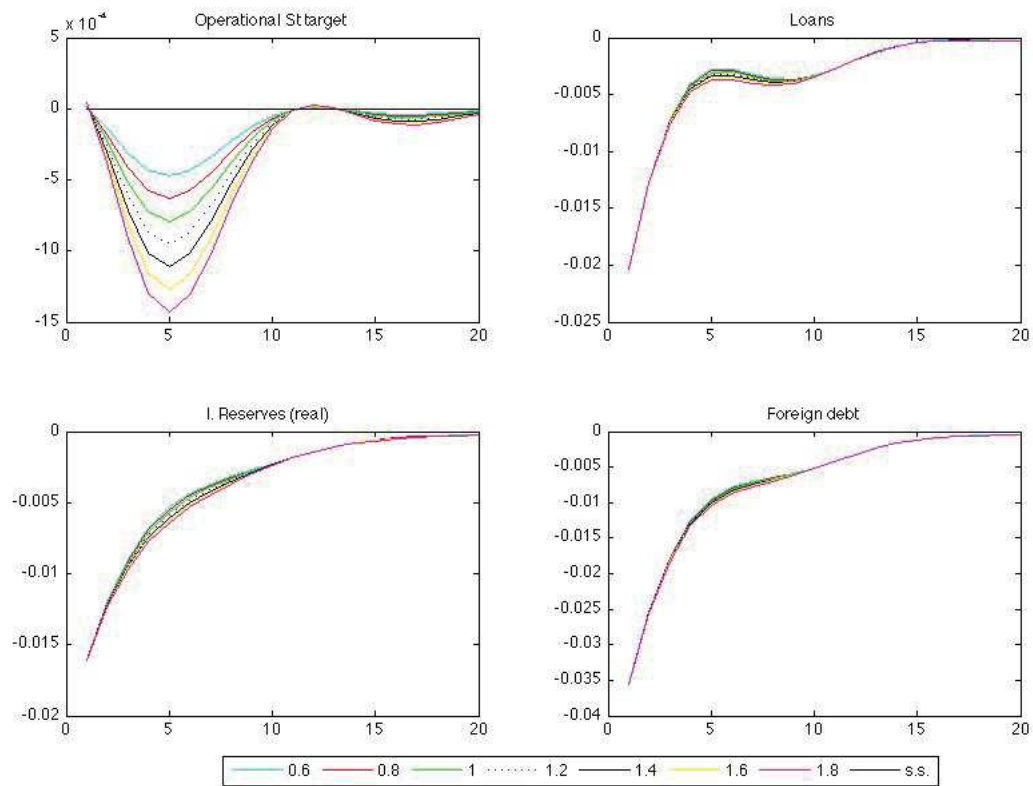 Operational St target
x 10⁻⁴
5
0
-5
-10
-15
0 5 10 15 20
Loans
0
-0.005
-0.01
-0.015
-0.02
-0.025
0 5 10 15 20
I. Reserves (real)
0
-0.005
-0.01
-0.015
-0.02
0 5 10 15 20
Foreign debt
0
-0.005
-0.01
-0.015
-0.02
-0.025
-0.03
-0.035
-0.04
0 5 10 15 20
0.6 0.8 1 1.2 1.4 1.6 1.8 s.s.